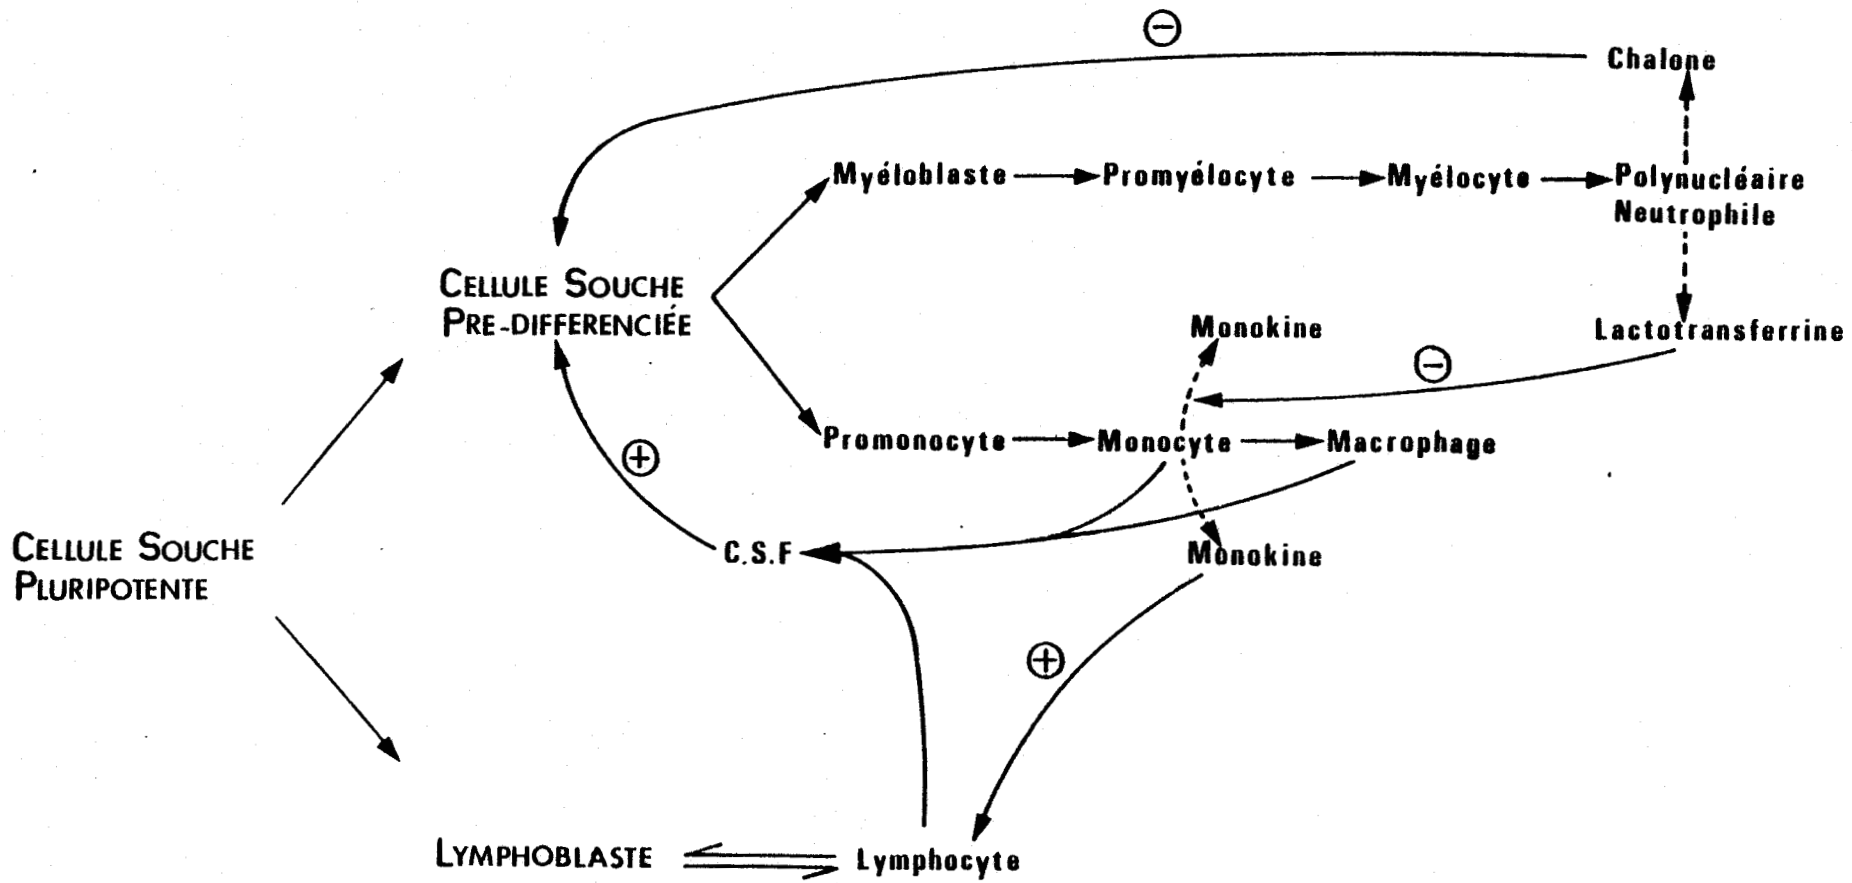 ⊖
Chalone
Myéloblaste
Promyélocyte
Myélocyte
Polynucléaire
Neutrophile
CELLULE SOUCHE
PRE-DIFFERENCIÉE
Monokine
Lactotransferrine
⊖
Promonocyte
Monocyte
Macrophage
⊕
C.S.F
Monokine
CELLULE SOUCHE
PLURIPOTENTE
⊕
LYMPHOBLASTE
Lymphocyte